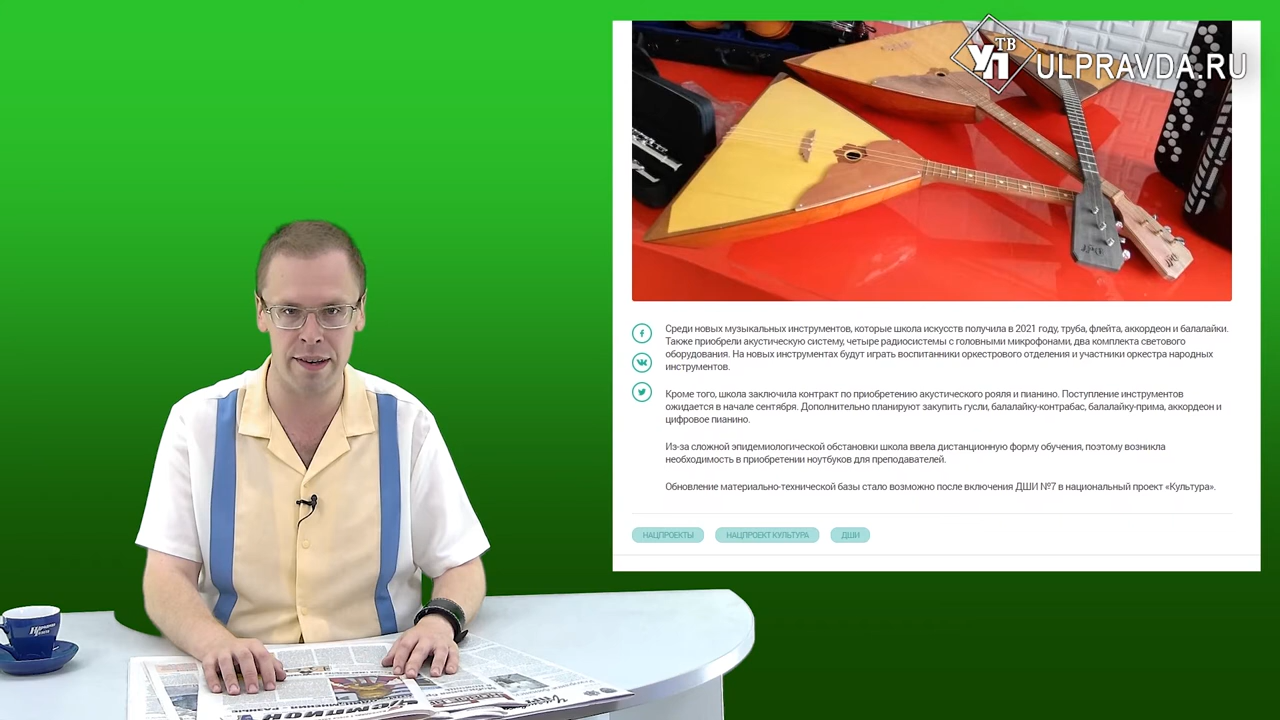 УП
ТВ
ULPRAVDA.RU
Среди новых музыкальных инструментов, которые школа искусств получила в 2021 году, труба, флейта, аккордеон и балалайки.
Также приобрели акустическую систему, четыре радиосистемы с головными микрофонами, два комплекта светового
оборудования. На новых инструментах будут играть воспитанники оркестрового отделения и участники оркестра народных
инструментов.
Кроме того, школа заключила контракт по приобретению акустического рояля и пианино. Поступление инструментов
ожидается в начале сентября. Дополнительно планируют закупить гусли, балалайку-контрабас, балалайку-прима, аккордеон и
цифровое пианино.
Из-за сложной эпидемиологической обстановки школа ввела дистанционную форму обучения, поэтому возникла
необходимость в приобретении ноутбуков для преподавателей.
Обновление материально-технической базы стало возможно после включения ДШИ №7 в национальный проект «Культура».
НАЦПРОЕКТЫ НАЦПРОЕКТ КУЛЬТУРА ДШИ